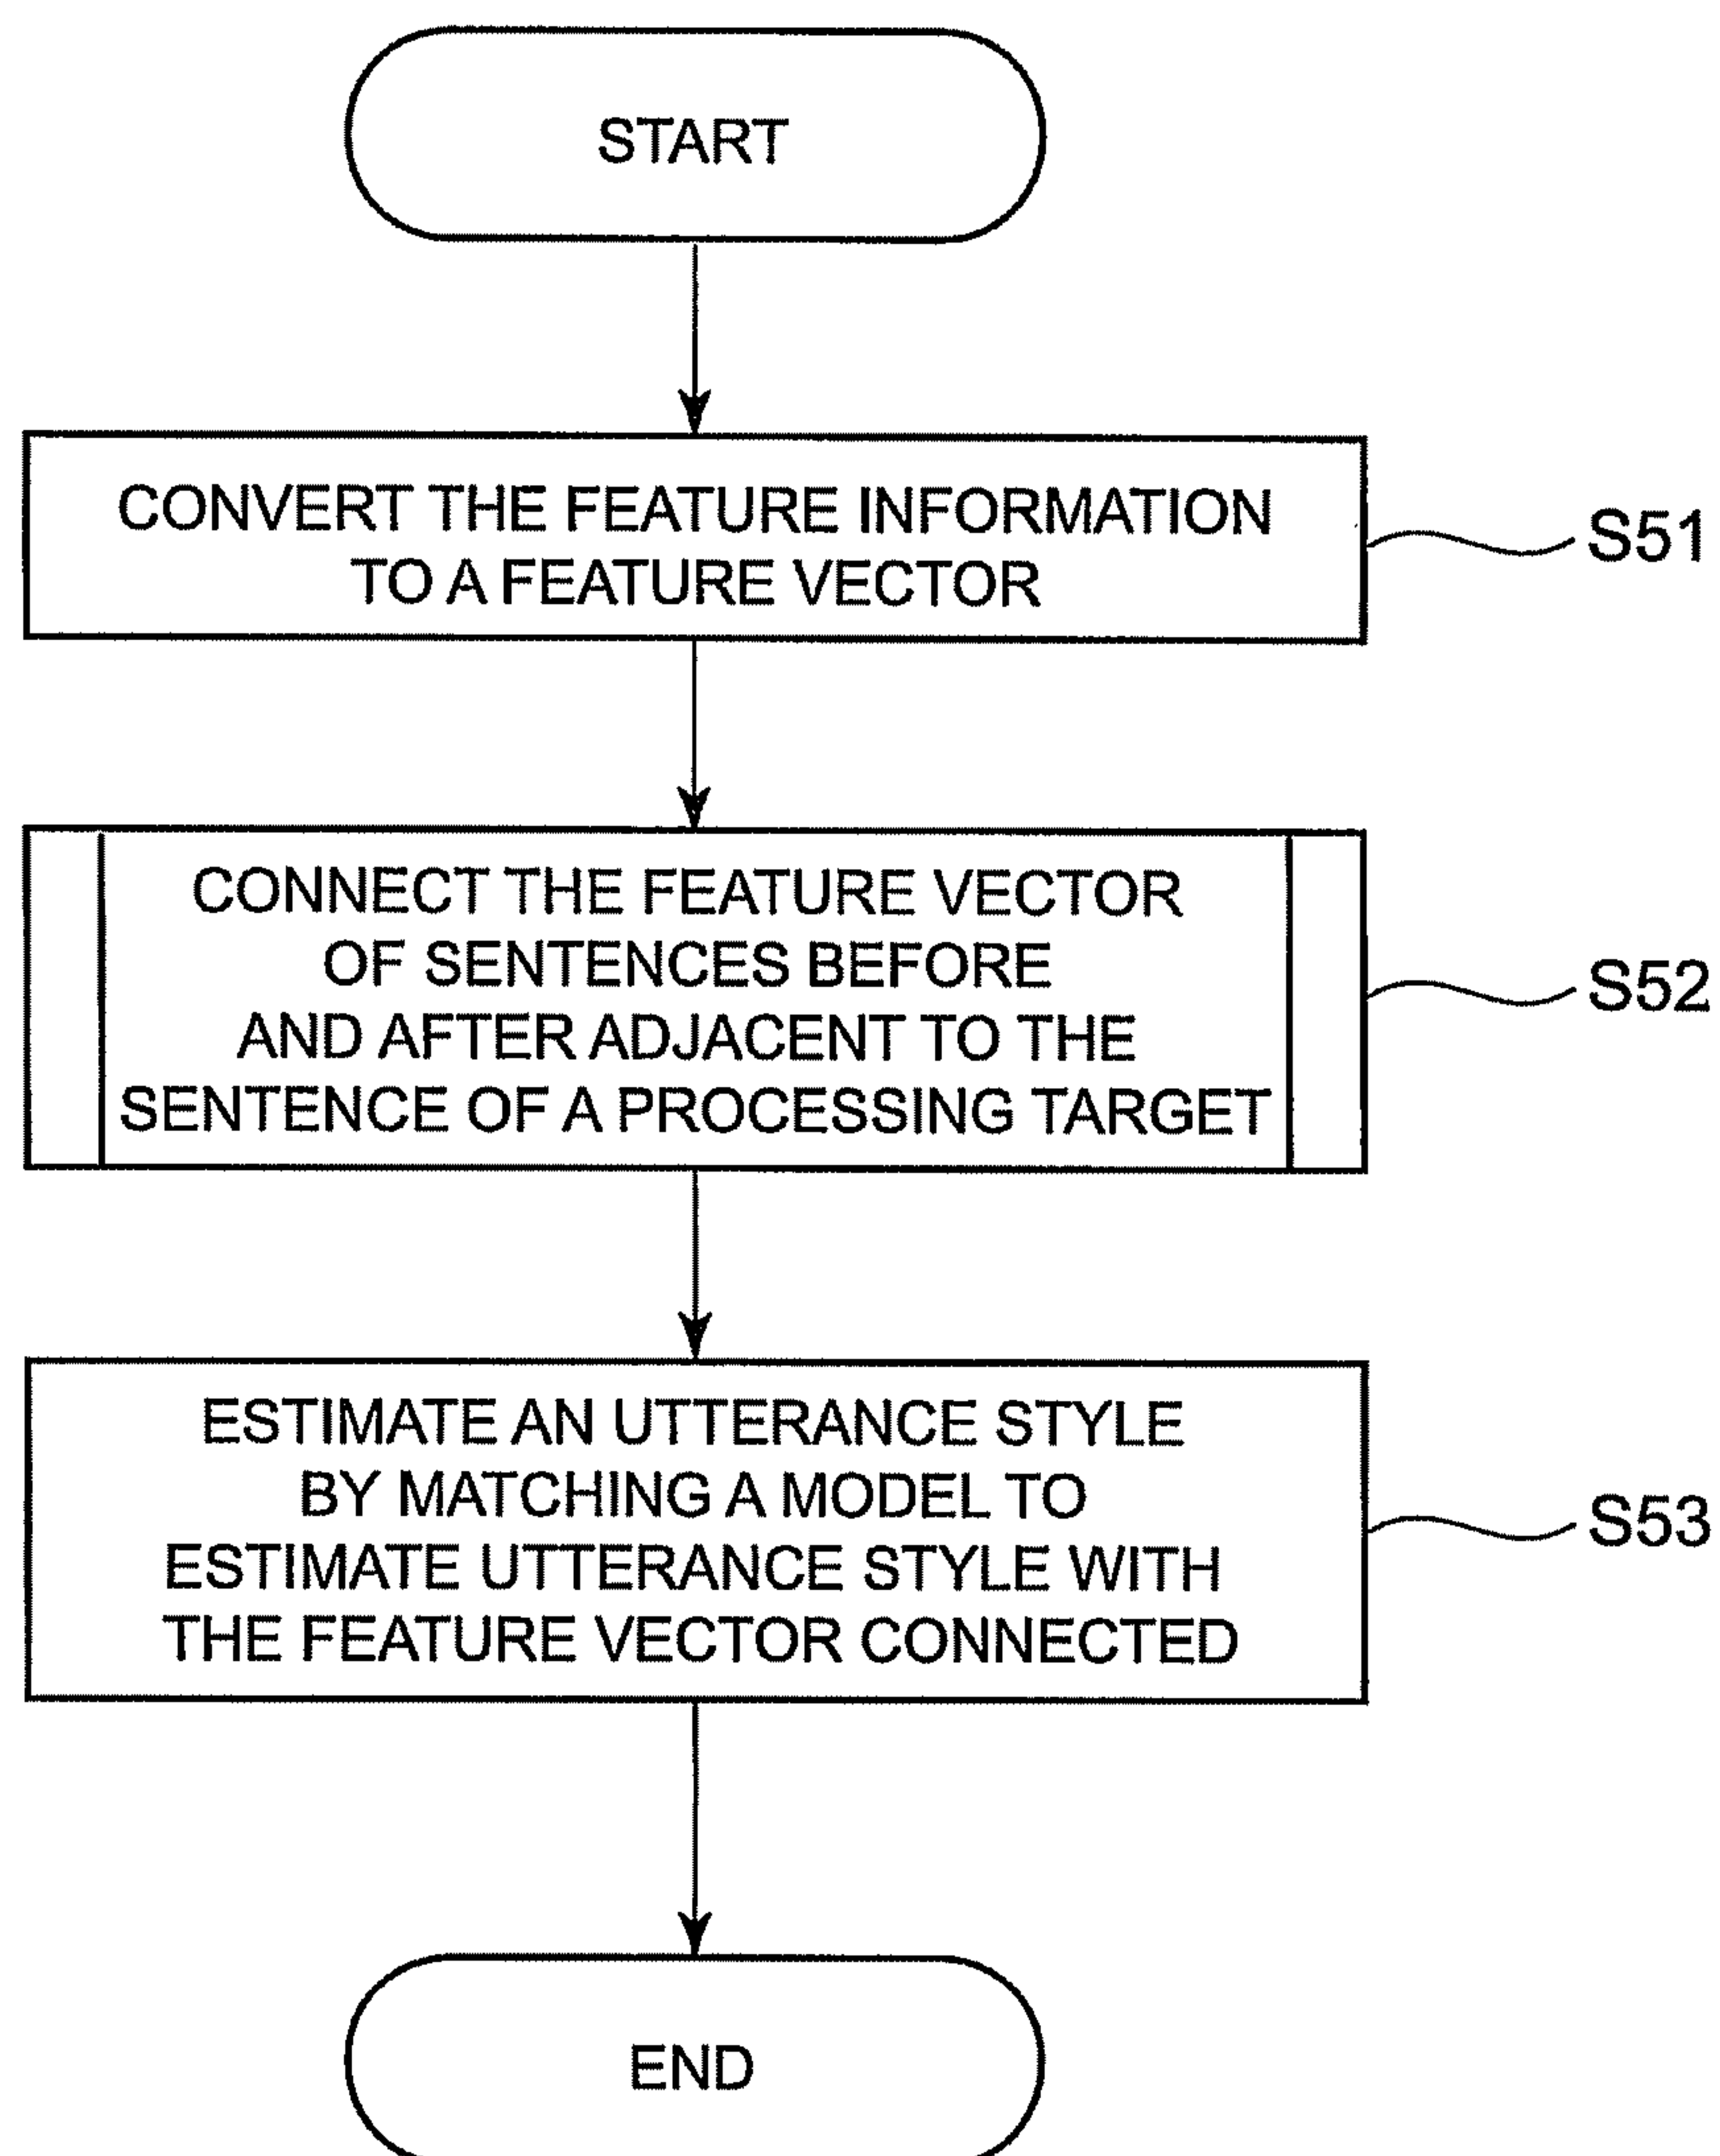 START
CONVERT THE FEATURE INFORMATION
TO A FEATURE VECTOR
S51
CONNECT THE FEATURE VECTOR
OF SENTENCES BEFORE
AND AFTER ADJACENT TO THE
SENTENCE OF A PROCESSING TARGET
S52
ESTIMATE AN UTTERANCE STYLE
BY MATCHING A MODEL TO
ESTIMATE UTTERANCE STYLE WITH
THE FEATURE VECTOR CONNECTED
S53
END